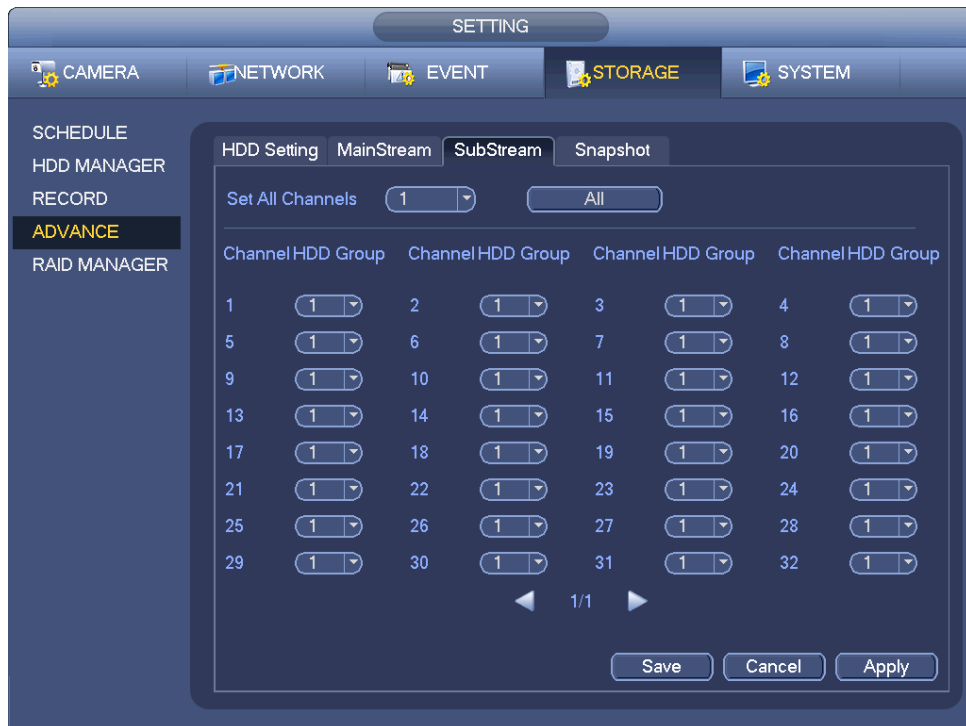 SETTING
CAMERA NETWORK EVENT STORAGE SYSTEM
SCHEDULE
HDD MANAGER
RECORD
ADVANCE
RAID MANAGER
HDD Setting MainStream SubStream Snapshot
Set All Channels 1 All
Channel HDD Group Channel HDD Group Channel HDD Group Channel HDD Group
1 1 2 1 3 1 4 1
5 1 6 1 7 1 8 1
9 1 10 1 11 1 12 1
13 1 14 1 15 1 16 1
17 1 18 1 19 1 20 1
21 1 22 1 23 1 24 1
25 1 26 1 27 1 28 1
29 1 30 1 31 1 32 1
1/1
Save Cancel Apply